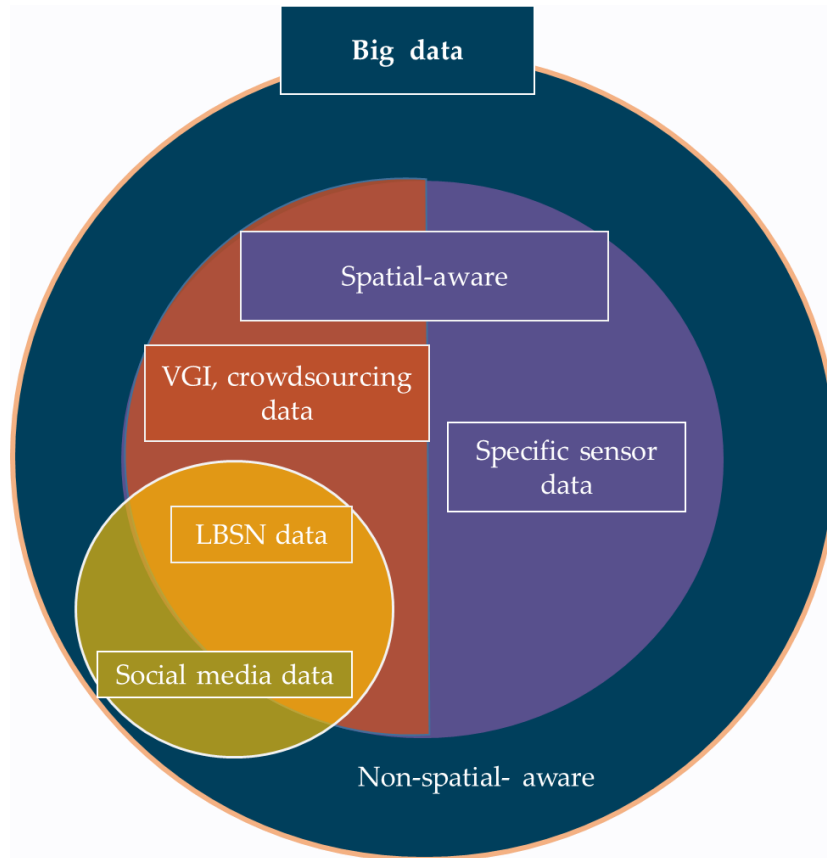 Big data
Spatial-aware
VGI, crowdsourcing
data
Specific sensor
data
LBSN data
Social media data
Non-spatial- aware